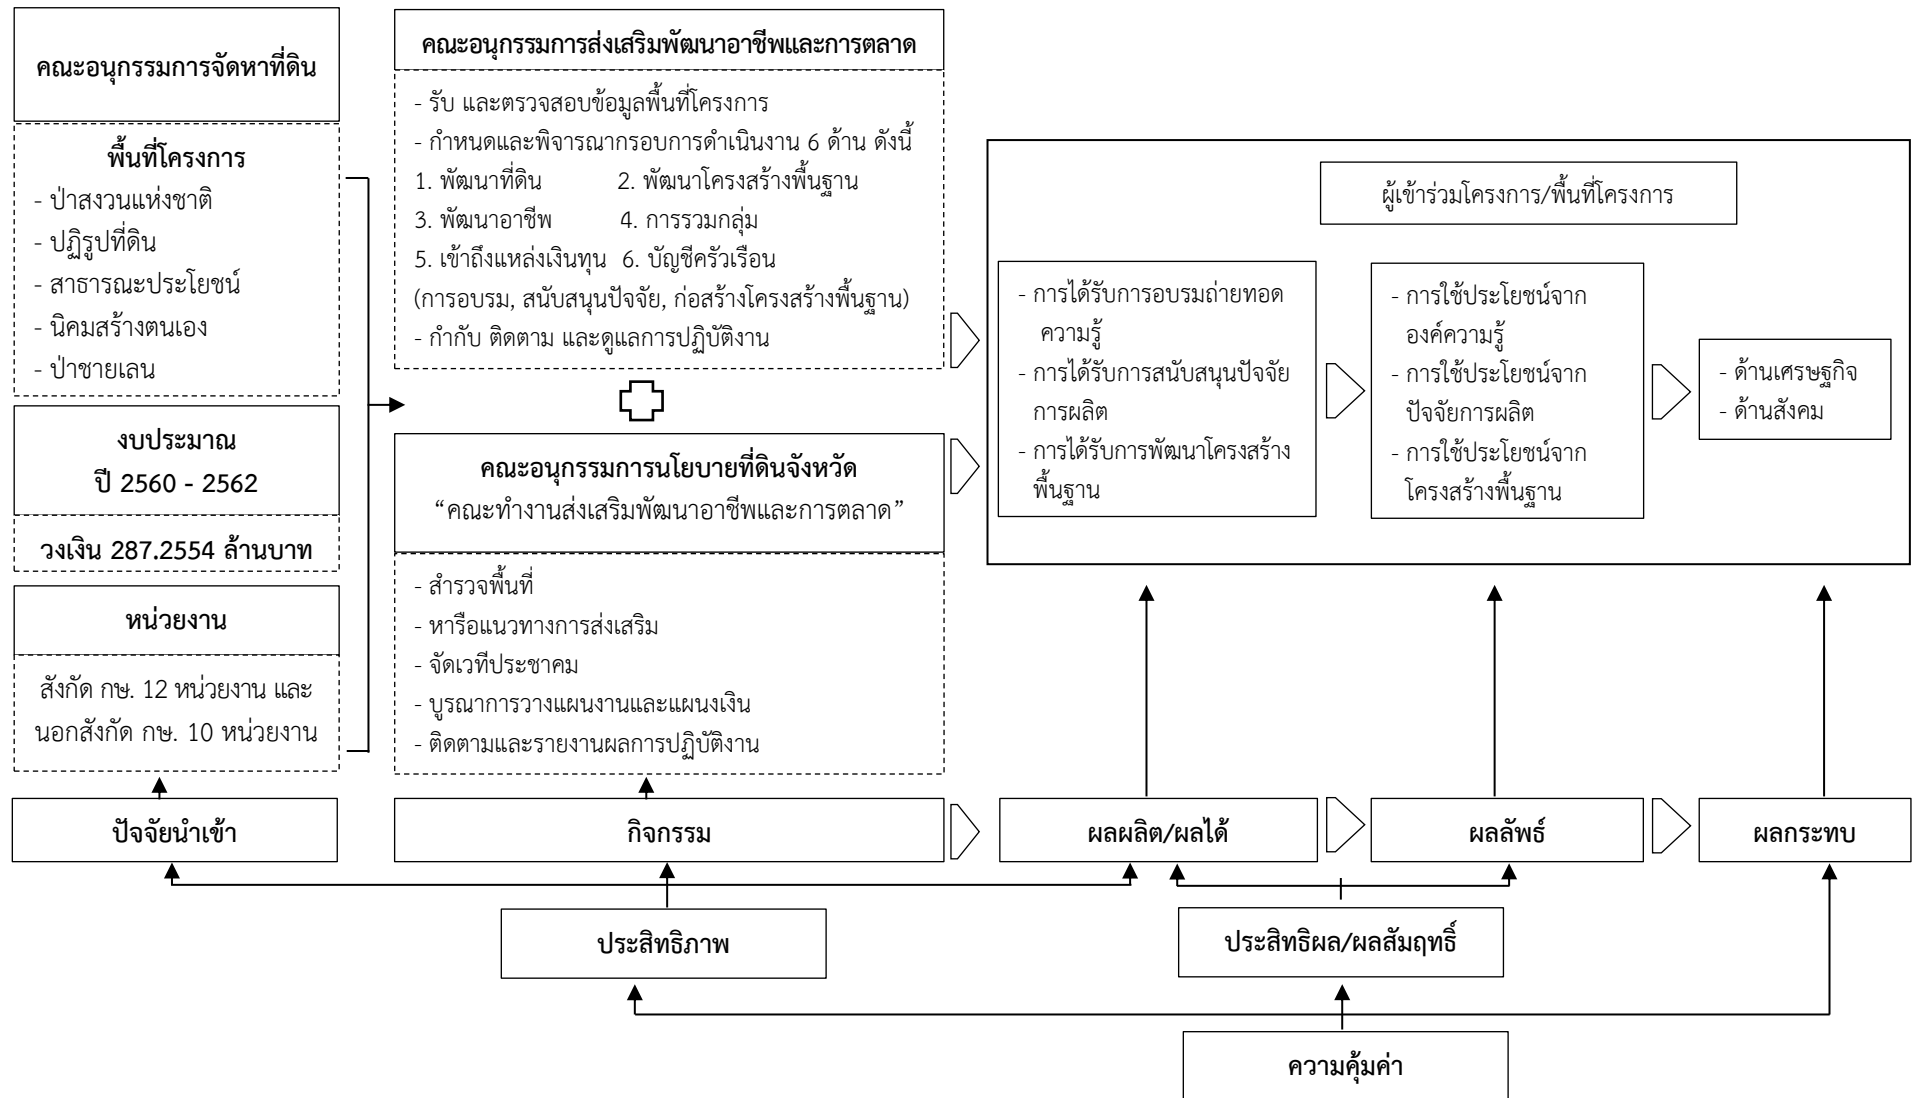 คณะอนุกรรมการจัดหาที่ดิน
พื้นที่โครงการ
- ป่าสงวนแห่งชาติ
- ปฏิรูปที่ดิน
- สาธารณะประโยชน์
- นิคมสร้างตนเอง
- ป่าชายเลน
งบประมาณ
ปี 2560 - 2562
วงเงิน 287.2554 ล้านบาท
หน่วยงาน
สังกัด กษ. 12 หน่วยงาน และ
นอกสังกัด กษ. 10 หน่วยงาน
คณะอนุกรรมการส่งเสริมพัฒนาอาชีพและการตลาด
- รับ และตรวจสอบข้อมูลพื้นที่โครงการ
- กำหนดและพิจารณากรอบการดำเนินงาน 6 ด้าน ดังนี้
1. พัฒนาที่ดิน 2. พัฒนาโครงสร้างพื้นฐาน
3. พัฒนาอาชีพ 4. การรวมกลุ่ม
5. เข้าถึงแหล่งเงินทุน 6. บัญชีครัวเรือน
(การอบรม, สนับสนุนปัจจัย, ก่อสร้างโครงสร้างพื้นฐาน)
- กำกับ ติดตาม และดูแลการปฏิบัติงาน
คณะอนุกรรมการนโยบายที่ดินจังหวัด
“คณะทำงานส่งเสริมพัฒนาอาชีพและการตลาด”
- สำรวจพื้นที่
- หารือแนวทางการส่งเสริม
- จัดเวทีประชาคม
- บูรณาการวางแผนงานและแผนงเงิน
- ติดตามและรายงานผลการปฏิบัติงาน
ผู้เข้าร่วมโครงการ/พื้นที่โครงการ
- การได้รับการอบรมถ่ายทอด
ความรู้
- การได้รับการสนับสนุนปัจจัย
การผลิต
- การได้รับการพัฒนาโครงสร้าง
พื้นฐาน
- การใช้ประโยชน์จาก
องค์ความรู้
- การใช้ประโยชน์จาก
ปัจจัยการผลิต
- การใช้ประโยชน์จาก
โครงสร้างพื้นฐาน
- ด้านเศรษฐกิจ
- ด้านสังคม
ปัจจัยนำเข้า
กิจกรรม
ผลผลิต/ผลได้
ผลลัพธ์
ผลกระทบ
ประสิทธิภาพ
ประสิทธิผล/ผลสัมฤทธิ์
ความคุ้มค่า